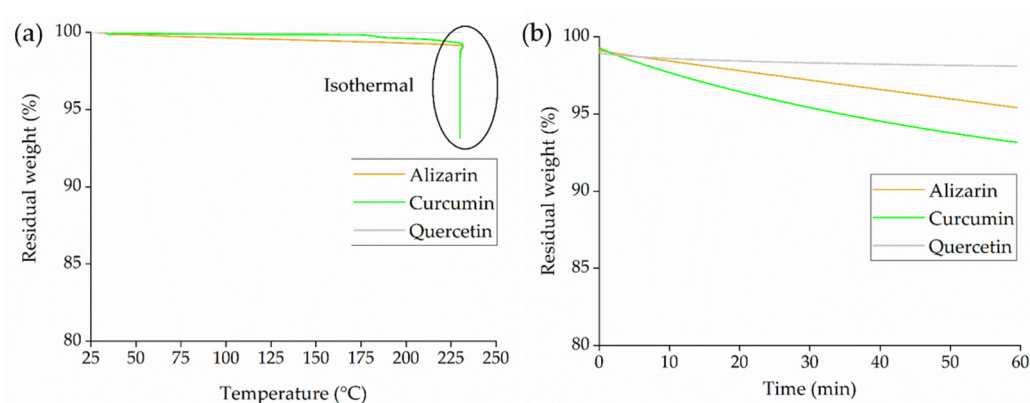 (a)
100
95
90
85
80
Residual weight (%)
Isothermal
Alizarin
Curcumin
Quercetin
25
50
75
100
125
150
175
200
225
250
Temperature (°C)
(b)
100
95
90
85
80
Residual weight (%)
Alizarin
Curcumin
Quercetin
0
10
20
30
40
50
60
Time (min)